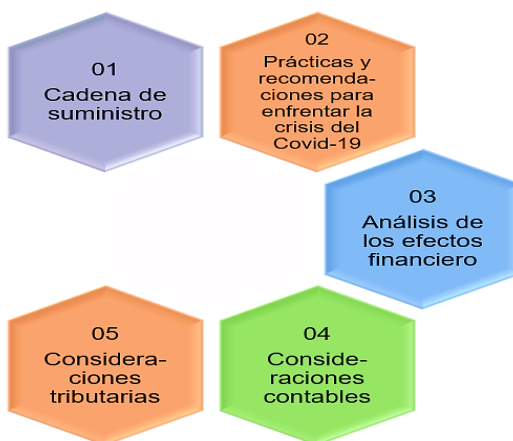 01
Cadena de
suministro
02
Prácticas y
recomenda-
ciones para
enfrentar la
crisis del
Covid-19
03
Análisis de
los efectos
financiero
05
Considera-
ciones
tributarias
04
Conside-
raciones
contables